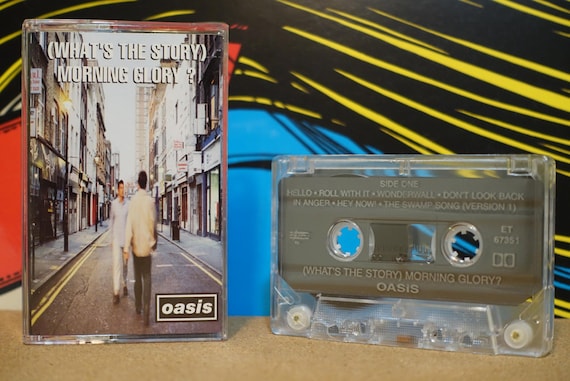 (WHAT'S THE STORY)
MORNING GLORY ?
oasis
SIDE ONE
HELLO • ROLL WITH IT • WONDERWALL • DON'T LOOK BACK
IN ANGER • HEY NOW! • THE SWAMP SONG (VERSION 1)
ET
67351
(WHAT'S THE STORY) MORNING GLORY?
OASIS